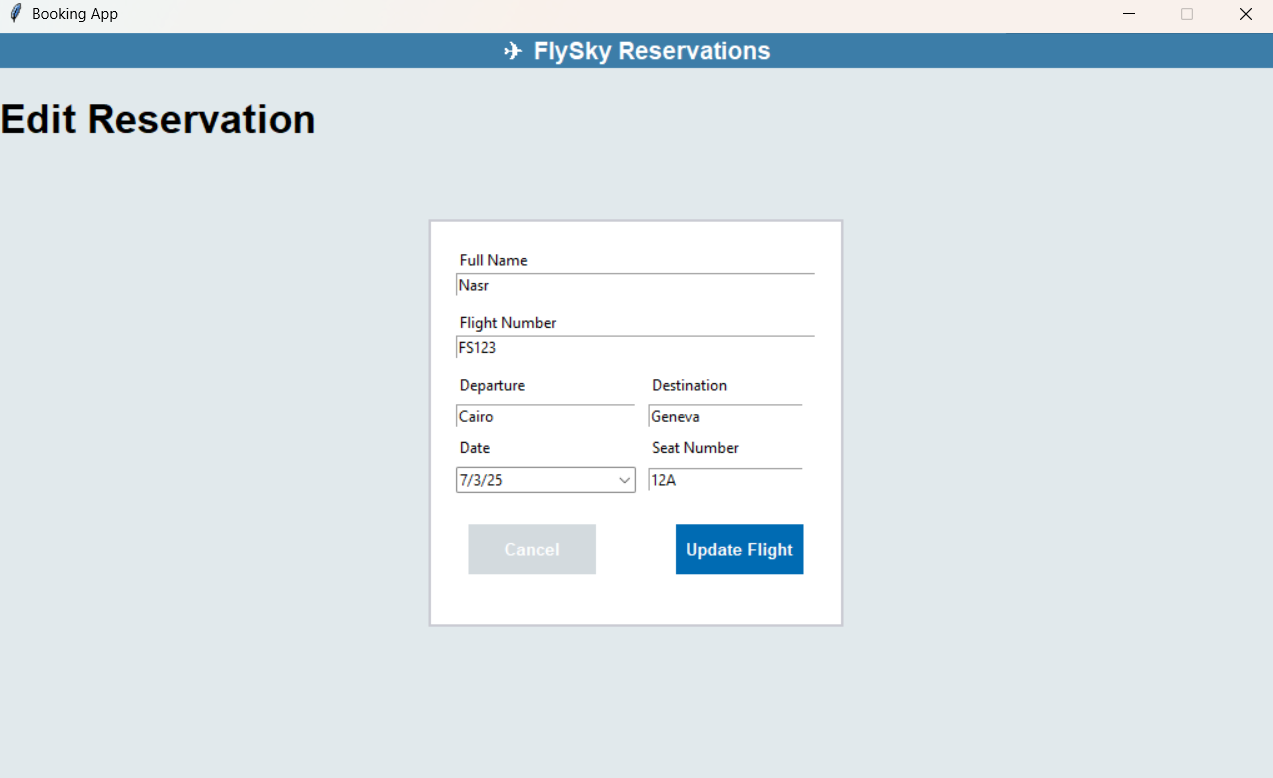 Booking App
✈ FlySky Reservations
Edit Reservation
Full Name
Nasr
Flight Number
FS123
Departure Destination
Cairo Geneva
Date Seat Number
7/3/25 12A
Cancel Update Flight